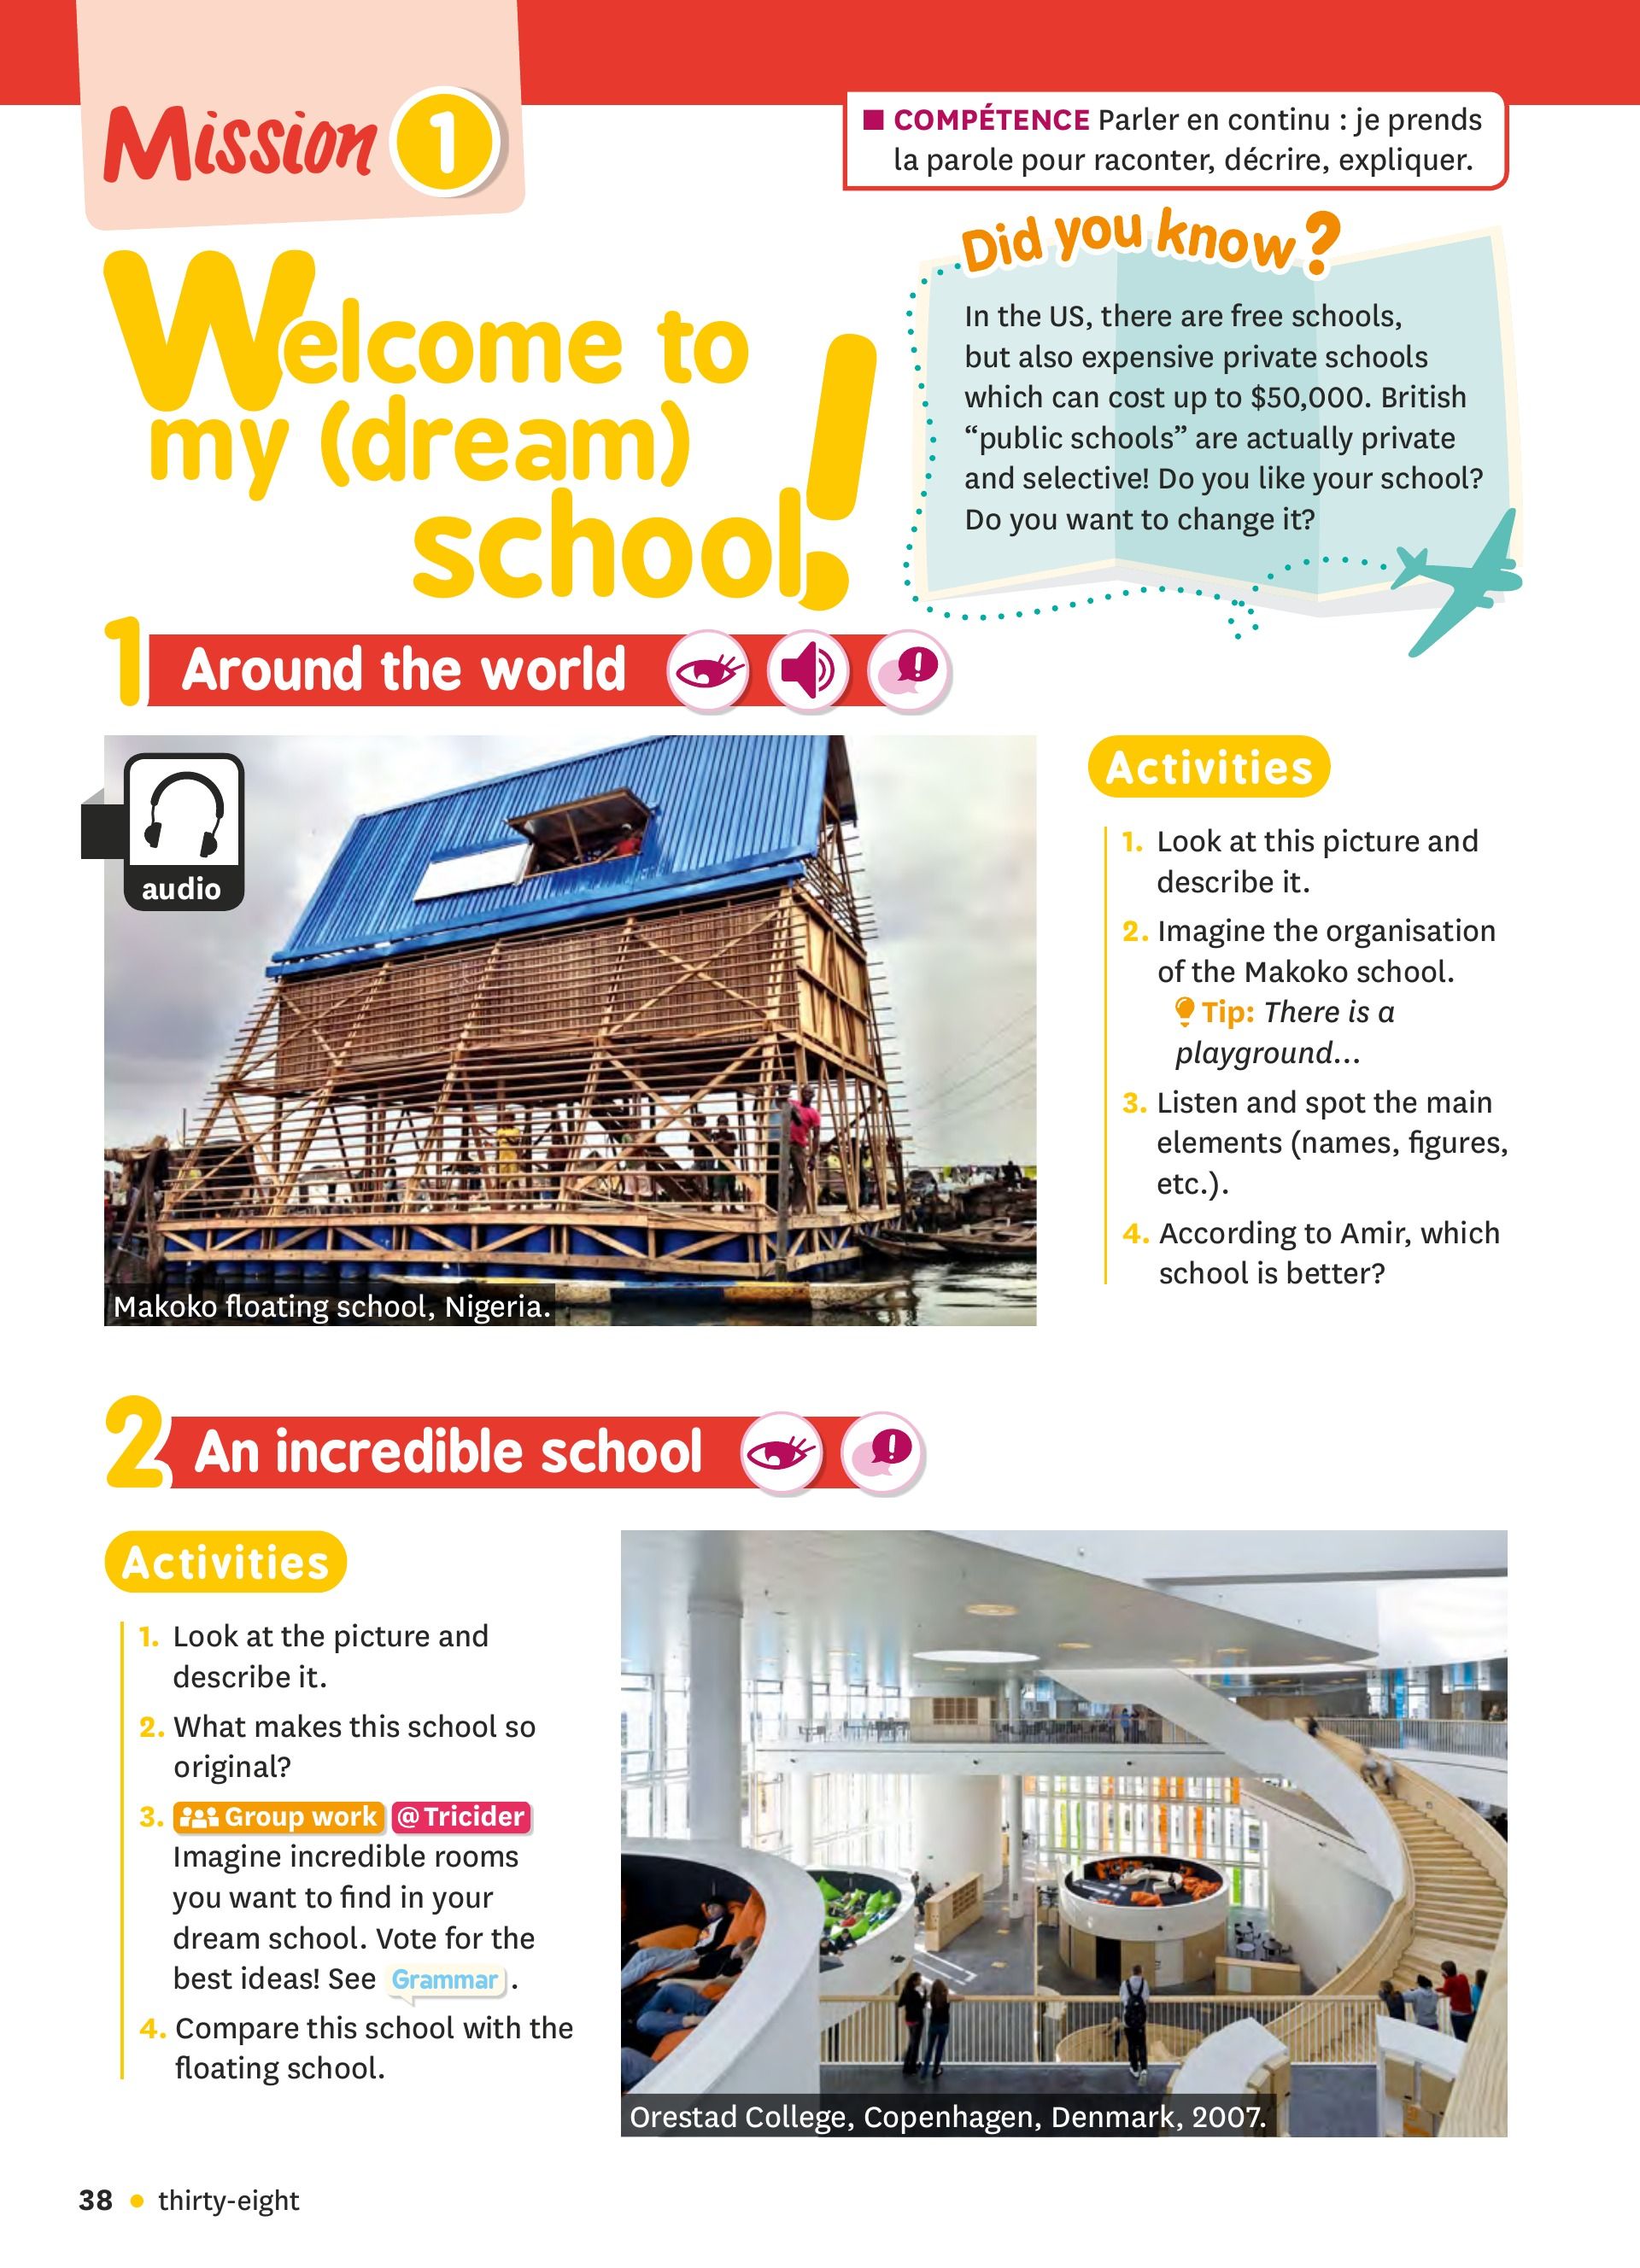 Mission 1
■ COMPÉTENCE Parler en continu : je prends
la parole pour raconter, décrire, expliquer.
Welcome to
my (dream)
school!
Did you know?
In the US, there are free schools,
but also expensive private schools
which can cost up to $50,000. British
“public schools” are actually private
and selective! Do you like your school?
Do you want to change it?
1 Around the world
audio
Makoko floating school, Nigeria.
Activities
1. Look at this picture and
describe it.
2. Imagine the organisation
of the Makoko school.
Tip: There is a
playground...
3. Listen and spot the main
elements (names, figures,
etc.).
4. According to Amir, which
school is better?
2 An incredible school
Activities
1. Look at the picture and
describe it.
2. What makes this school so
original?
3. Group work @Tricider
Imagine incredible rooms
you want to find in your
dream school. Vote for the
best ideas! See Grammar .
4. Compare this school with the
floating school.
Orestad College, Copenhagen, Denmark, 2007.
38 • thirty-eight